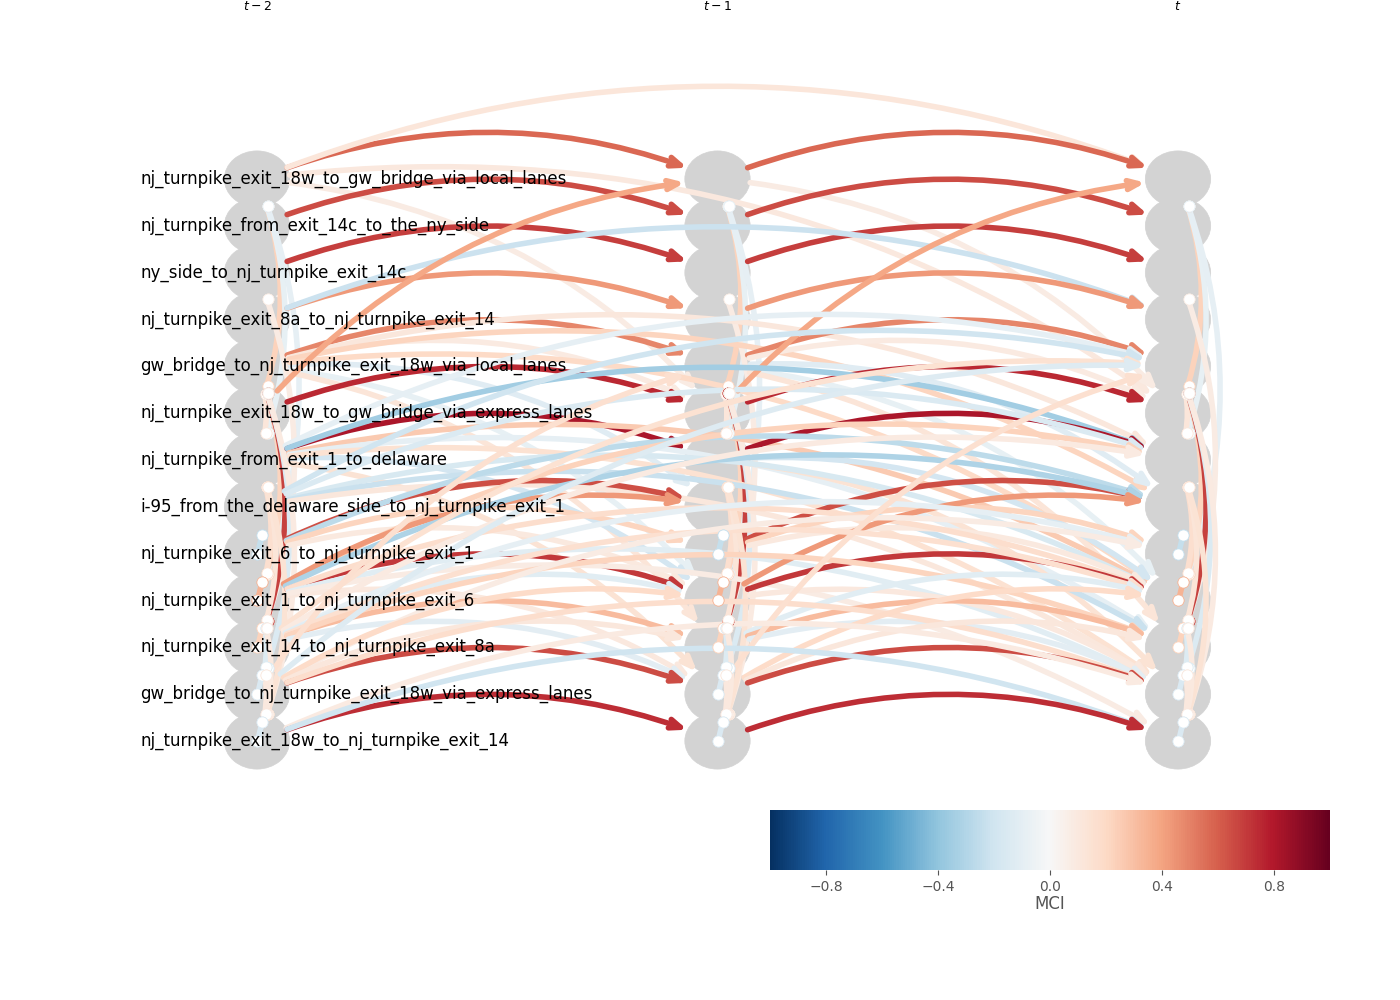 t − 2 t − 1 t
nj_turnpike_exit_18w_to_gw_bridge_via_local_lanes
nj_turnpike_from_exit_14c_to_the_ny_side
ny_side_to_nj_turnpike_exit_14c
nj_turnpike_exit_8a_to_nj_turnpike_exit_14
gw_bridge_to_nj_turnpike_exit_18w_via_local_lanes
nj_turnpike_exit_18w_to_gw_bridge_via_express_lanes
nj_turnpike_from_exit_1_to_delaware
i-95_from_the_delaware_side_to_nj_turnpike_exit_1
nj_turnpike_exit_6_to_nj_turnpike_exit_1
nj_turnpike_exit_1_to_nj_turnpike_exit_6
nj_turnpike_exit_14_to_nj_turnpike_exit_8a
gw_bridge_to_nj_turnpike_exit_18w_via_express_lanes
nj_turnpike_exit_18w_to_nj_turnpike_exit_14
−0.8 −0.4 0.0 0.4 0.8
MCI